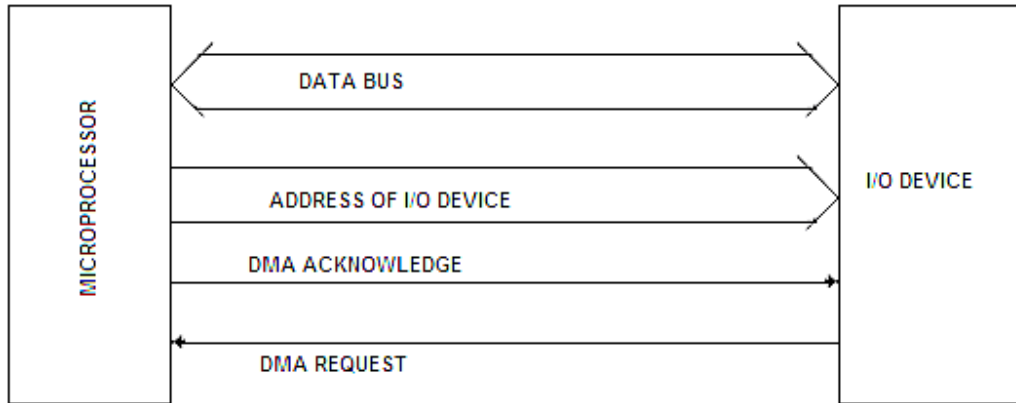 MICROPROCESSOR
DATA BUS
ADDRESS OF I/O DEVICE
DMA ACKNOWLEDGE
DMA REQUEST
I/O DEVICE